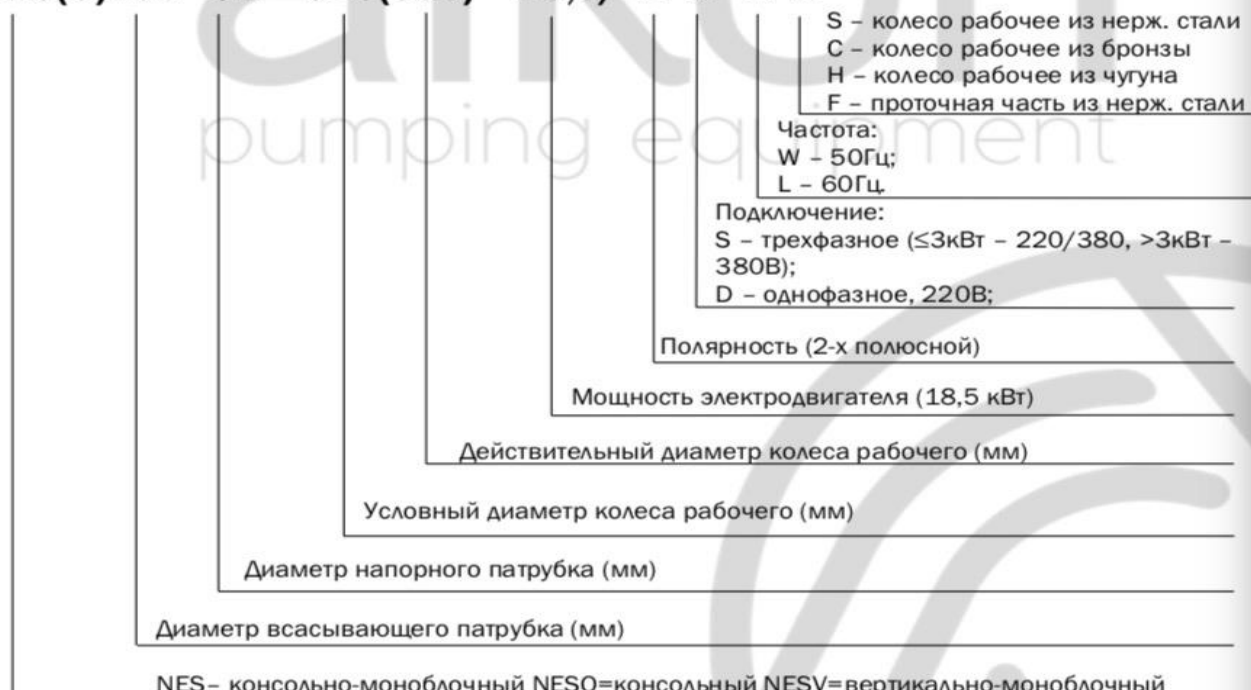 S – колесо рабочее из нерж. стали
C – колесо рабочее из бронзы
H – колесо рабочее из чугуна
F – проточная часть из нерж. стали
pumping equipment
Частота:
W – 50Гц;
L – 60Гц.
Подключение:
S – трехфазное (≤3кВт – 220/380, >3кВт –
380В);
D – однофазное, 220В;
Полярность (2-х полюсной)
Мощность электродвигателя (18,5 кВт)
Действительный диаметр колеса рабочего (мм)
Условный диаметр колеса рабочего (мм)
Диаметр напорного патрубка (мм)
Диаметр всасывающего патрубка (мм)
NES– консольно-моноблочный NESO=консольный NESV=вертикально-моноблочный